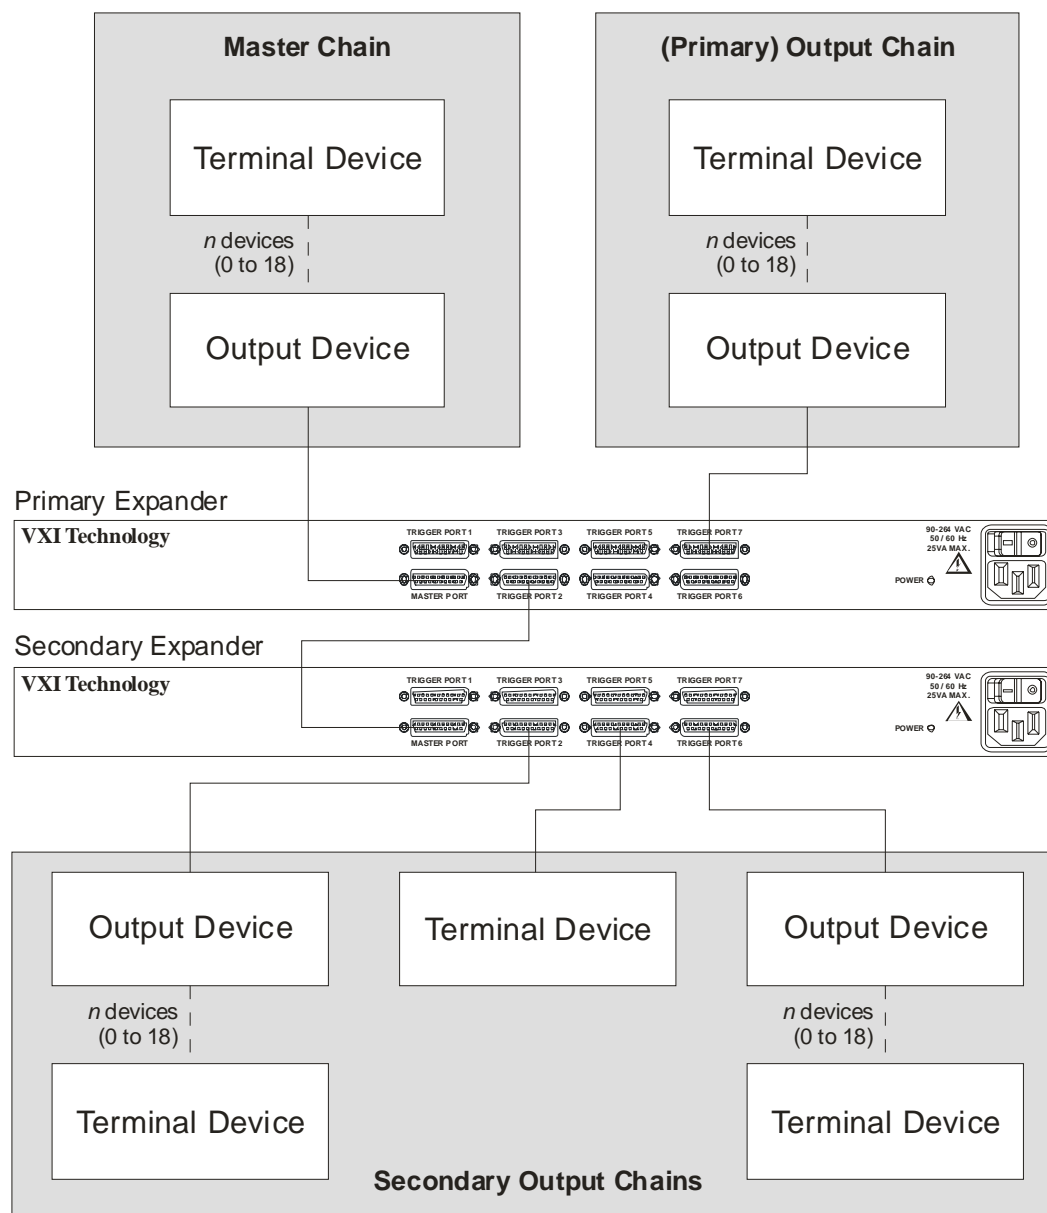 Master Chain
Terminal Device
n devices
(0 to 18)
Output Device
(Primary) Output Chain
Terminal Device
n devices
(0 to 18)
Output Device
Primary Expander
VXI Technology
TRIGGER PORT 1
TRIGGER PORT 3
TRIGGER PORT 5
TRIGGER PORT 7
MASTER PORT
TRIGGER PORT 2
TRIGGER PORT 4
TRIGGER PORT 6
90-264 VAC
50 / 60 Hz
25VA MAX.
POWER
Secondary Expander
VXI Technology
TRIGGER PORT 1
TRIGGER PORT 3
TRIGGER PORT 5
TRIGGER PORT 7
MASTER PORT
TRIGGER PORT 2
TRIGGER PORT 4
TRIGGER PORT 6
90-264 VAC
50 / 60 Hz
25VA MAX.
POWER
Output Device
n devices
(0 to 18)
Terminal Device
Terminal Device
Output Device
n devices
(0 to 18)
Terminal Device
Secondary Output Chains